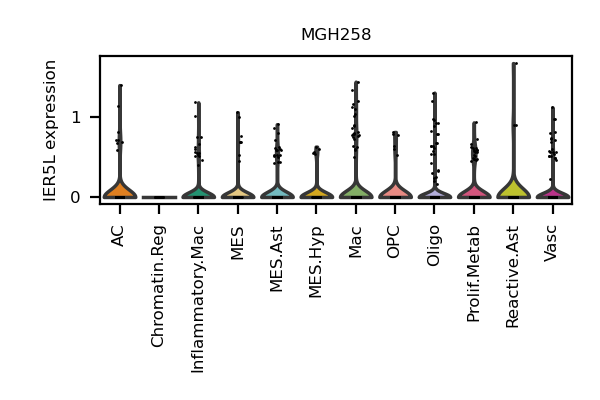 MGH258
IER5L expression
1
0
AC
Chromatin.Reg
Inflammatory.Mac
MES
MES.Ast
MES.Hyp
Mac
OPC
Oligo
Prolif.Metab
Reactive.Ast
Vasc